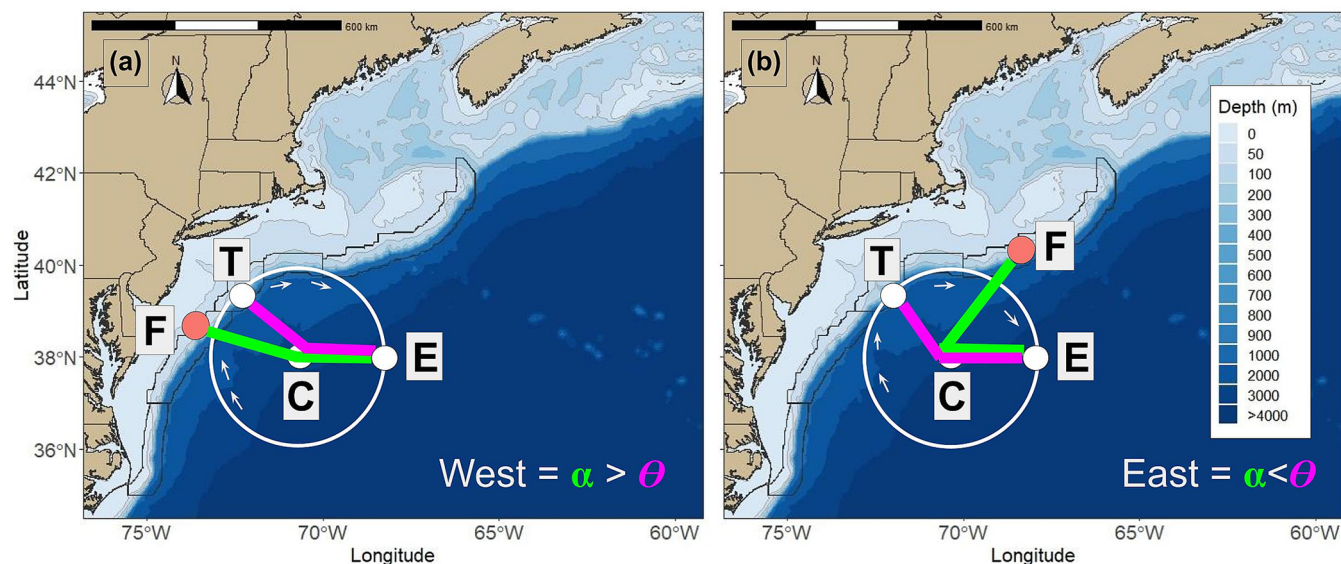 600 km
(a)
N
44°N
42°N
40°N
38°N
36°N
Latitude
T
F
C
E
West = α > θ
75°W
70°W
65°W
60°W
Longitude
600 km
(b)
N
Depth (m)
0
50
100
200
300
400
500
600
700
800
900
1000
2000
3000
>4000
T
F
C
E
East = α<θ
75°W
70°W
65°W
60°W
Longitude